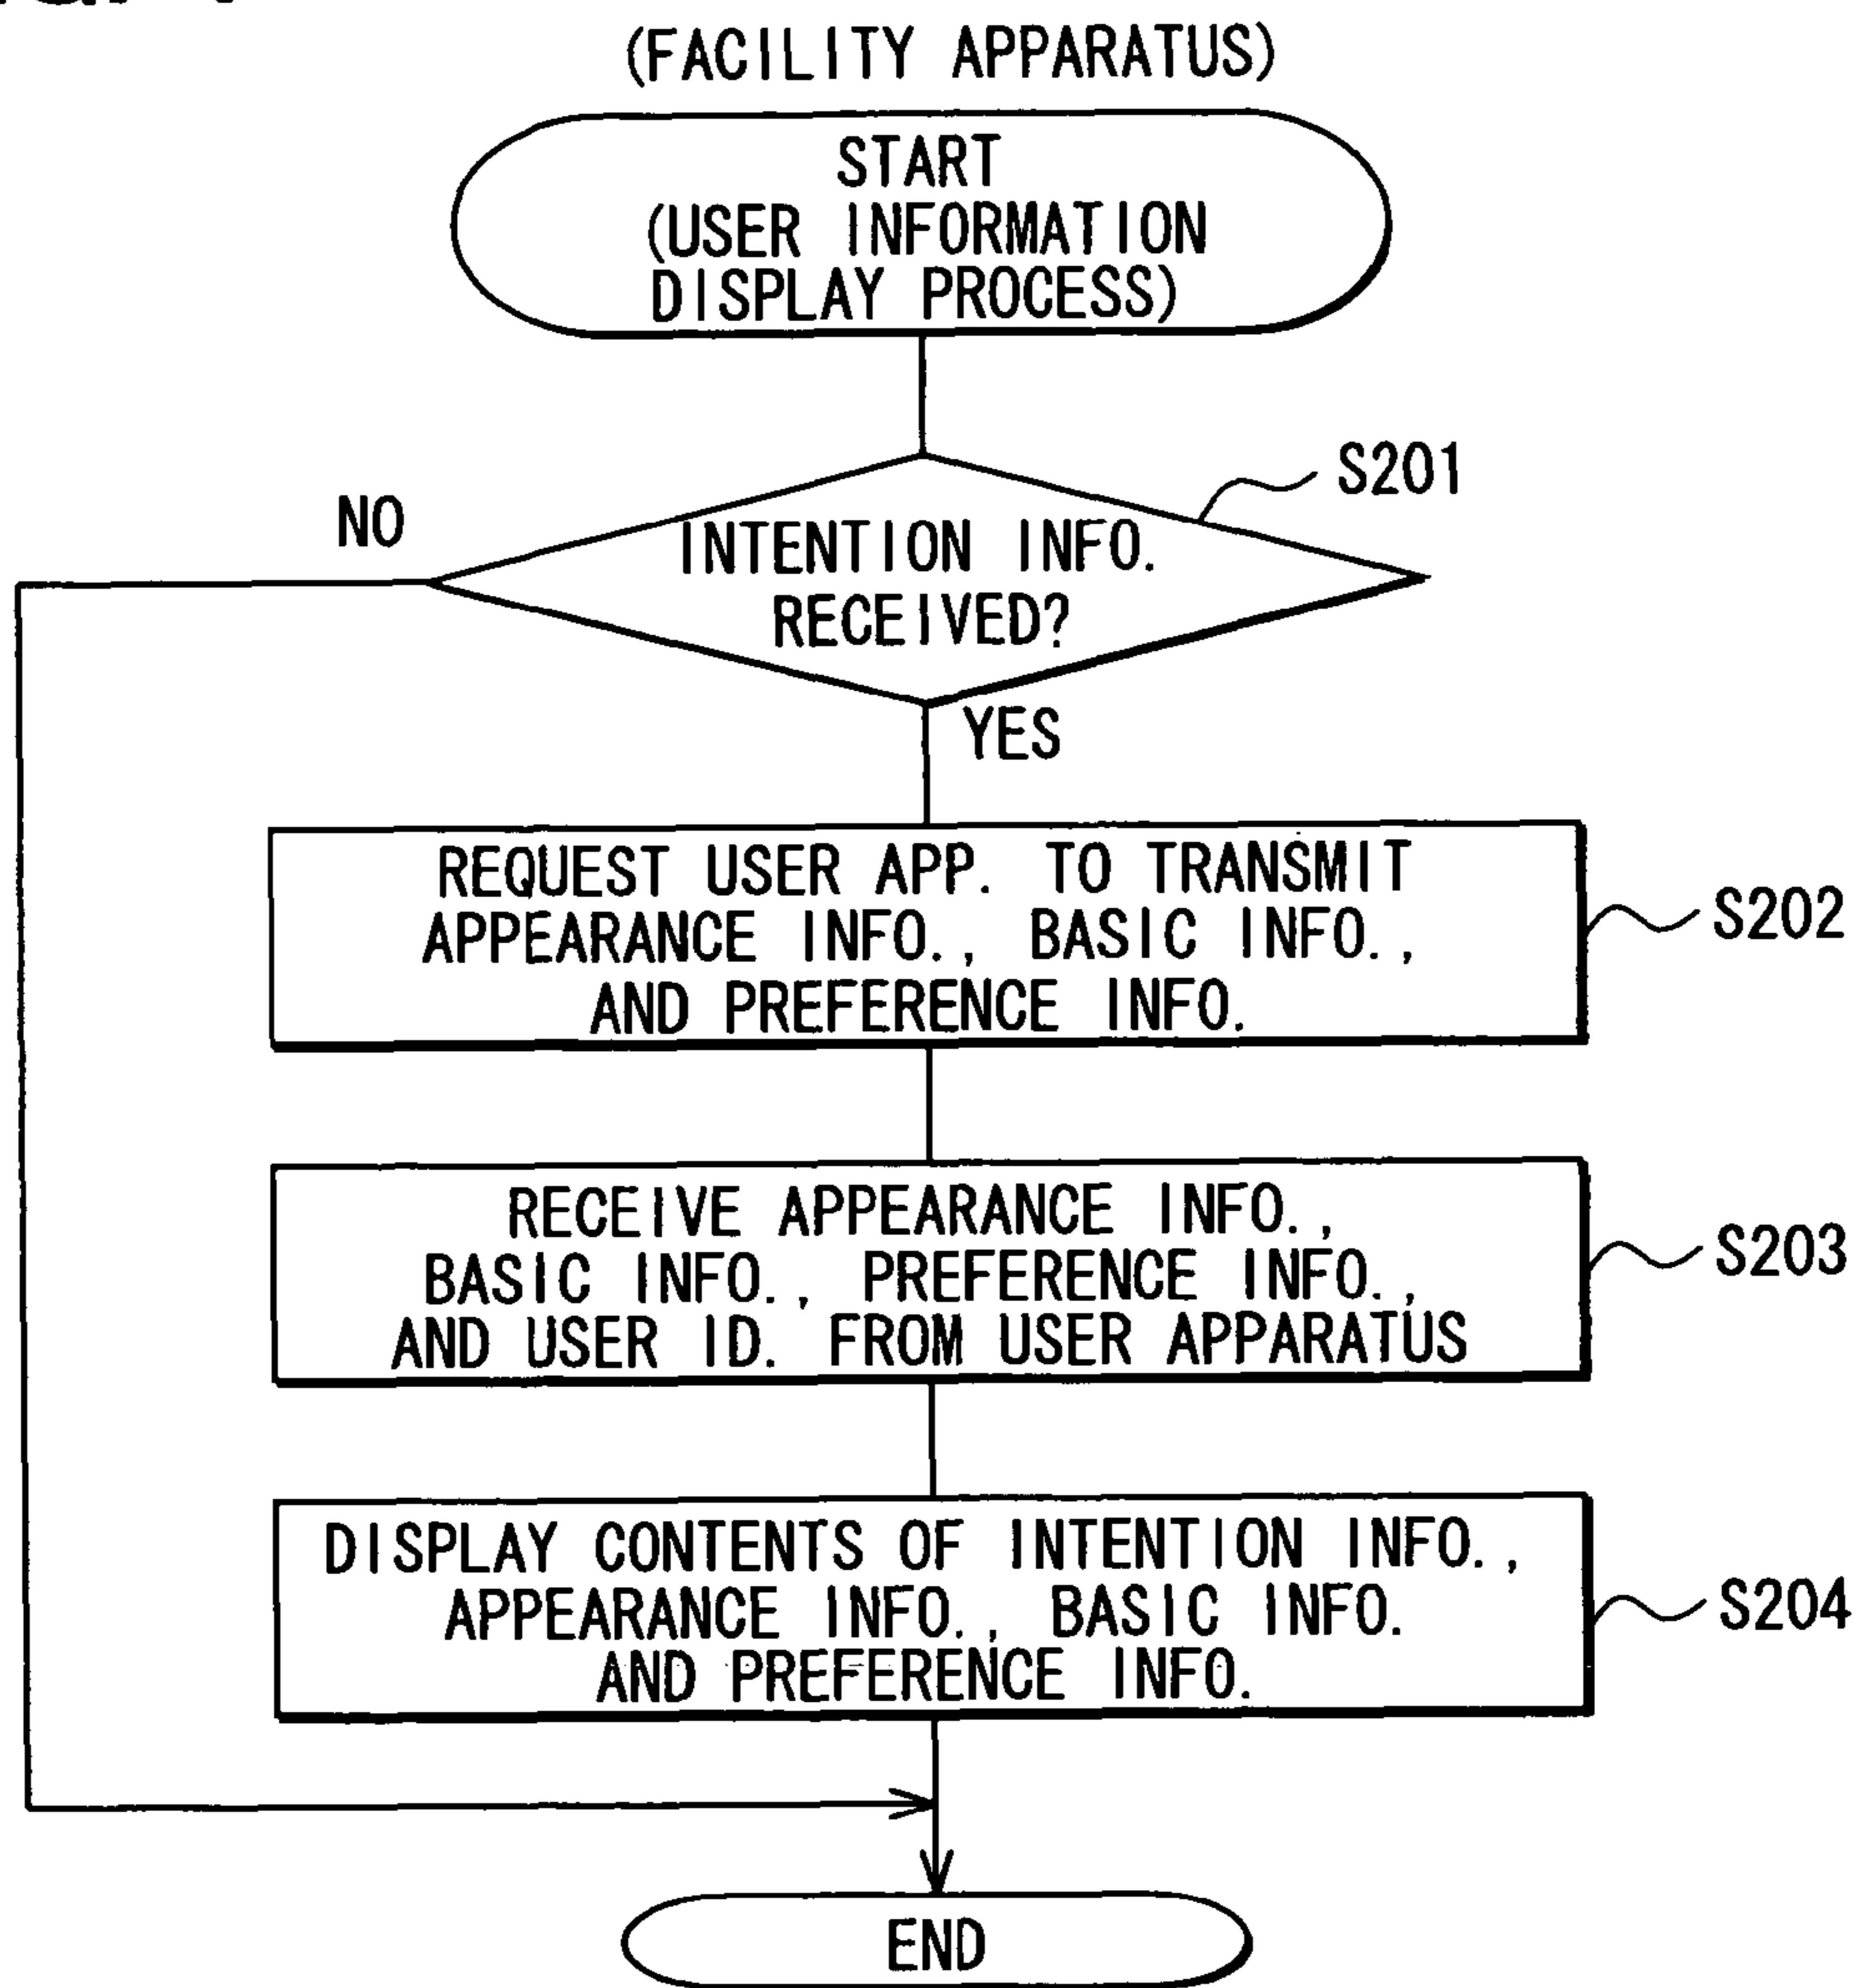 (FACILITY APPARATUS)
START
(USER INFORMATION
DISPLAY PROCESS)
S201
NO
INTENTION INFO.
RECEIVED?
YES
REQUEST USER APP. TO TRANSMIT
APPEARANCE INFO., BASIC INFO.,
AND PREFERENCE INFO.
S202
RECEIVE APPEARANCE INFO.,
BASIC INFO., PREFERENCE INFO.,
AND USER ID. FROM USER APPARATUS
S203
DISPLAY CONTENTS OF INTENTION INFO.,
APPEARANCE INFO., BASIC INFO.
AND PREFERENCE INFO.
S204
END